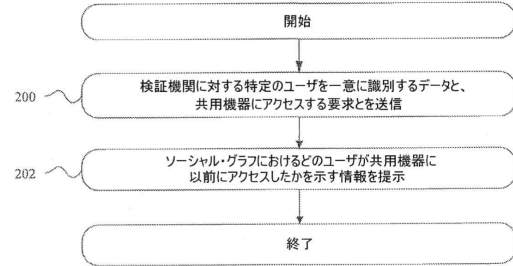 開始
200
検証機関に対する特定のユーザを一意に識別するデータと、
共用機器にアクセスする要求とを送信
202
ソーシャル・グラフにおけるどのユーザが共用機器に
以前にアクセスしたかを示す情報を提示
終了